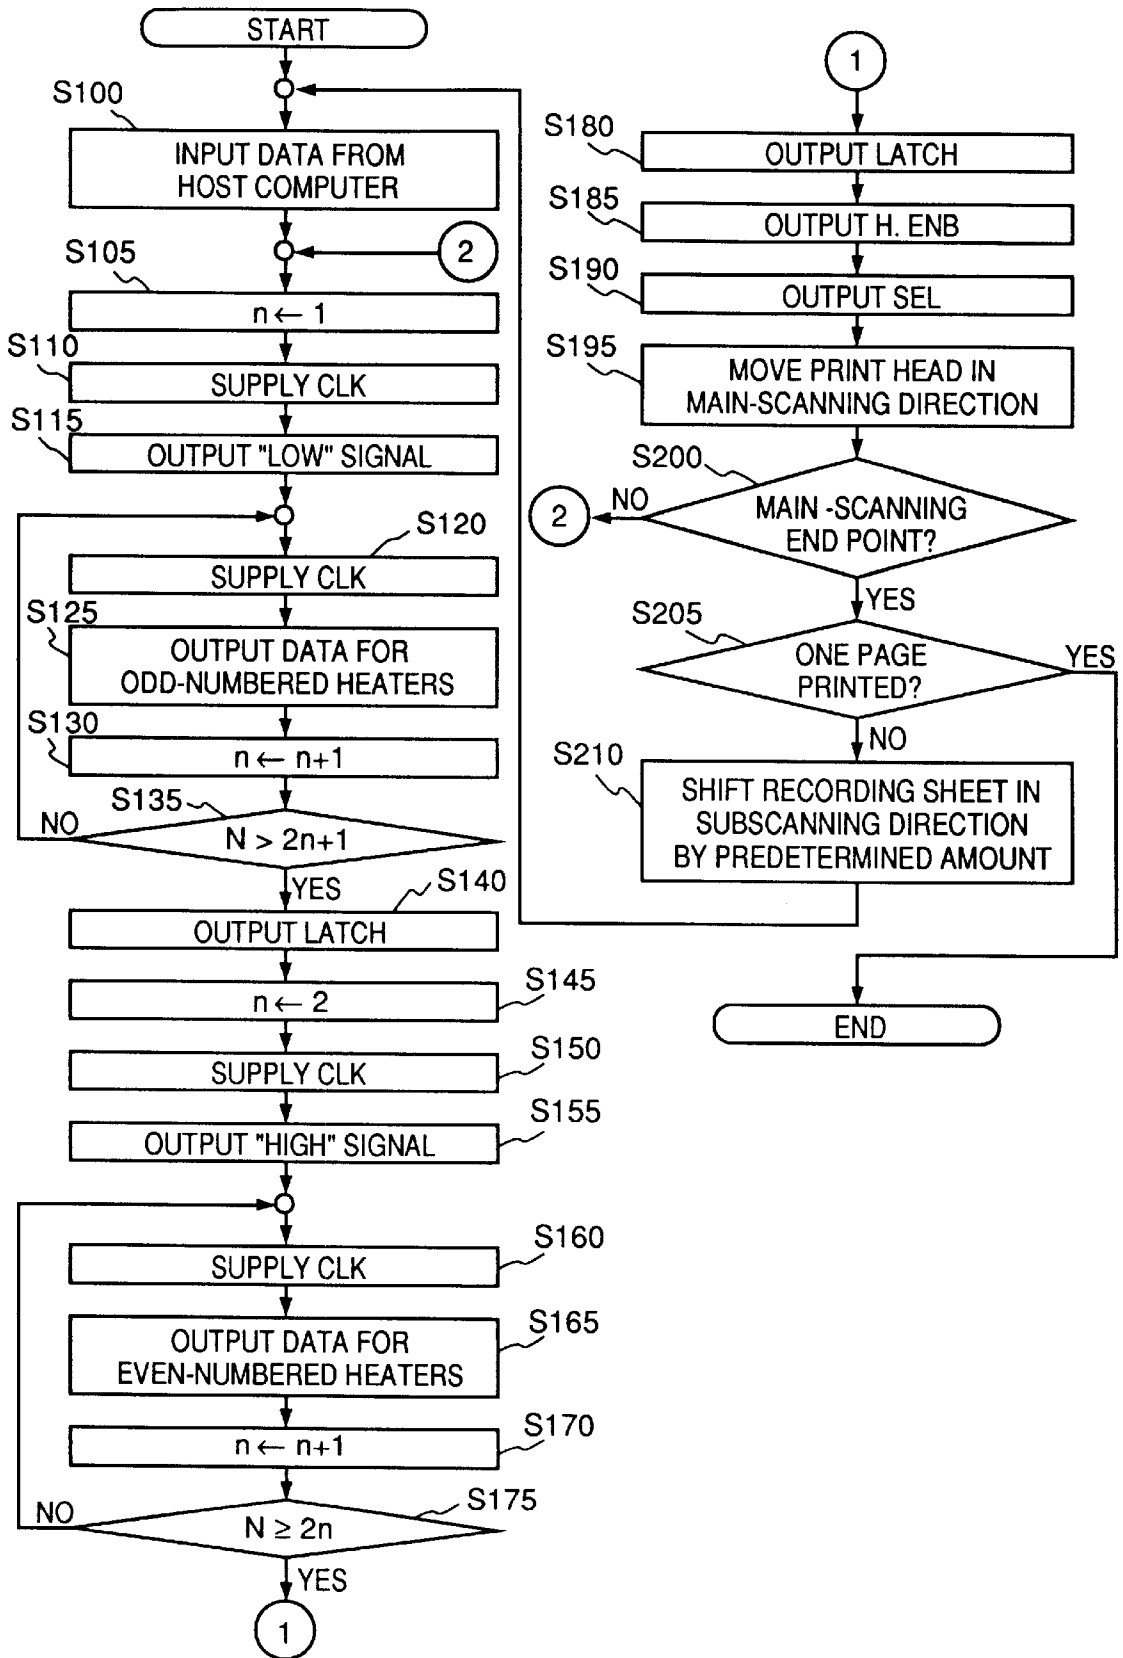 START
S100
INPUT DATA FROM
HOST COMPUTER
2
S105
n ← 1
S110
SUPPLY CLK
S115
OUTPUT "LOW" SIGNAL
S120
SUPPLY CLK
S125
OUTPUT DATA FOR
ODD-NUMBERED HEATERS
S130
n ← n+1
S135
NO
N > 2n+1
YES
S140
OUTPUT LATCH
S145
n ← 2
S150
SUPPLY CLK
S155
OUTPUT "HIGH" SIGNAL
S160
SUPPLY CLK
S165
OUTPUT DATA FOR
EVEN-NUMBERED HEATERS
S170
n ← n+1
S175
NO
N ≥ 2n
YES
1
1
S180
OUTPUT LATCH
S185
OUTPUT H. ENB
S190
OUTPUT SEL
S195
MOVE PRINT HEAD IN
MAIN-SCANNING DIRECTION
S200
2
NO
MAIN -SCANNING
END POINT?
YES
S205
ONE PAGE
PRINTED?
YES
NO
S210
SHIFT RECORDING SHEET IN
SUBSCANNING DIRECTION
BY PREDETERMINED AMOUNT
END